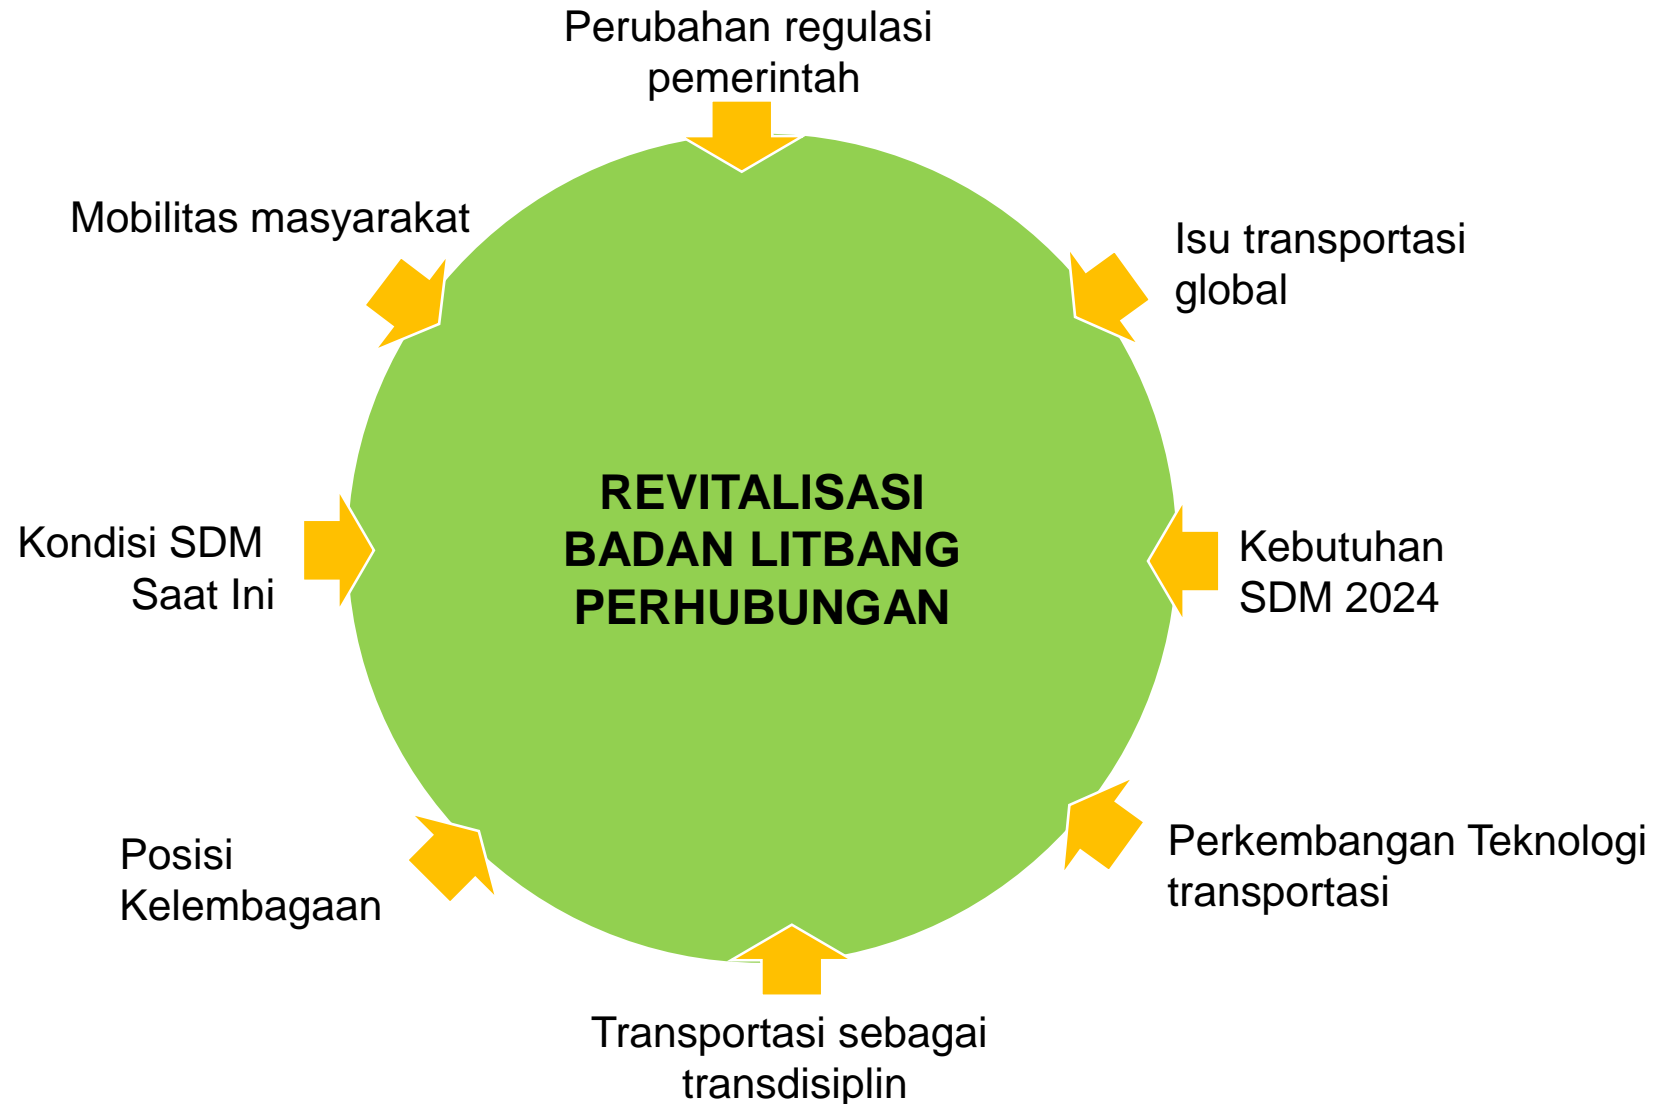 Perubahan regulasi
pemerintah
Mobilitas masyarakat
Isu transportasi
global
REVITALISASI
BADAN LITBANG
PERHUBUNGAN
Kondisi SDM
Saat Ini
Kebutuhan
SDM 2024
Posisi
Kelembagaan
Perkembangan Teknologi
transportasi
Transportasi sebagai
transdisiplin